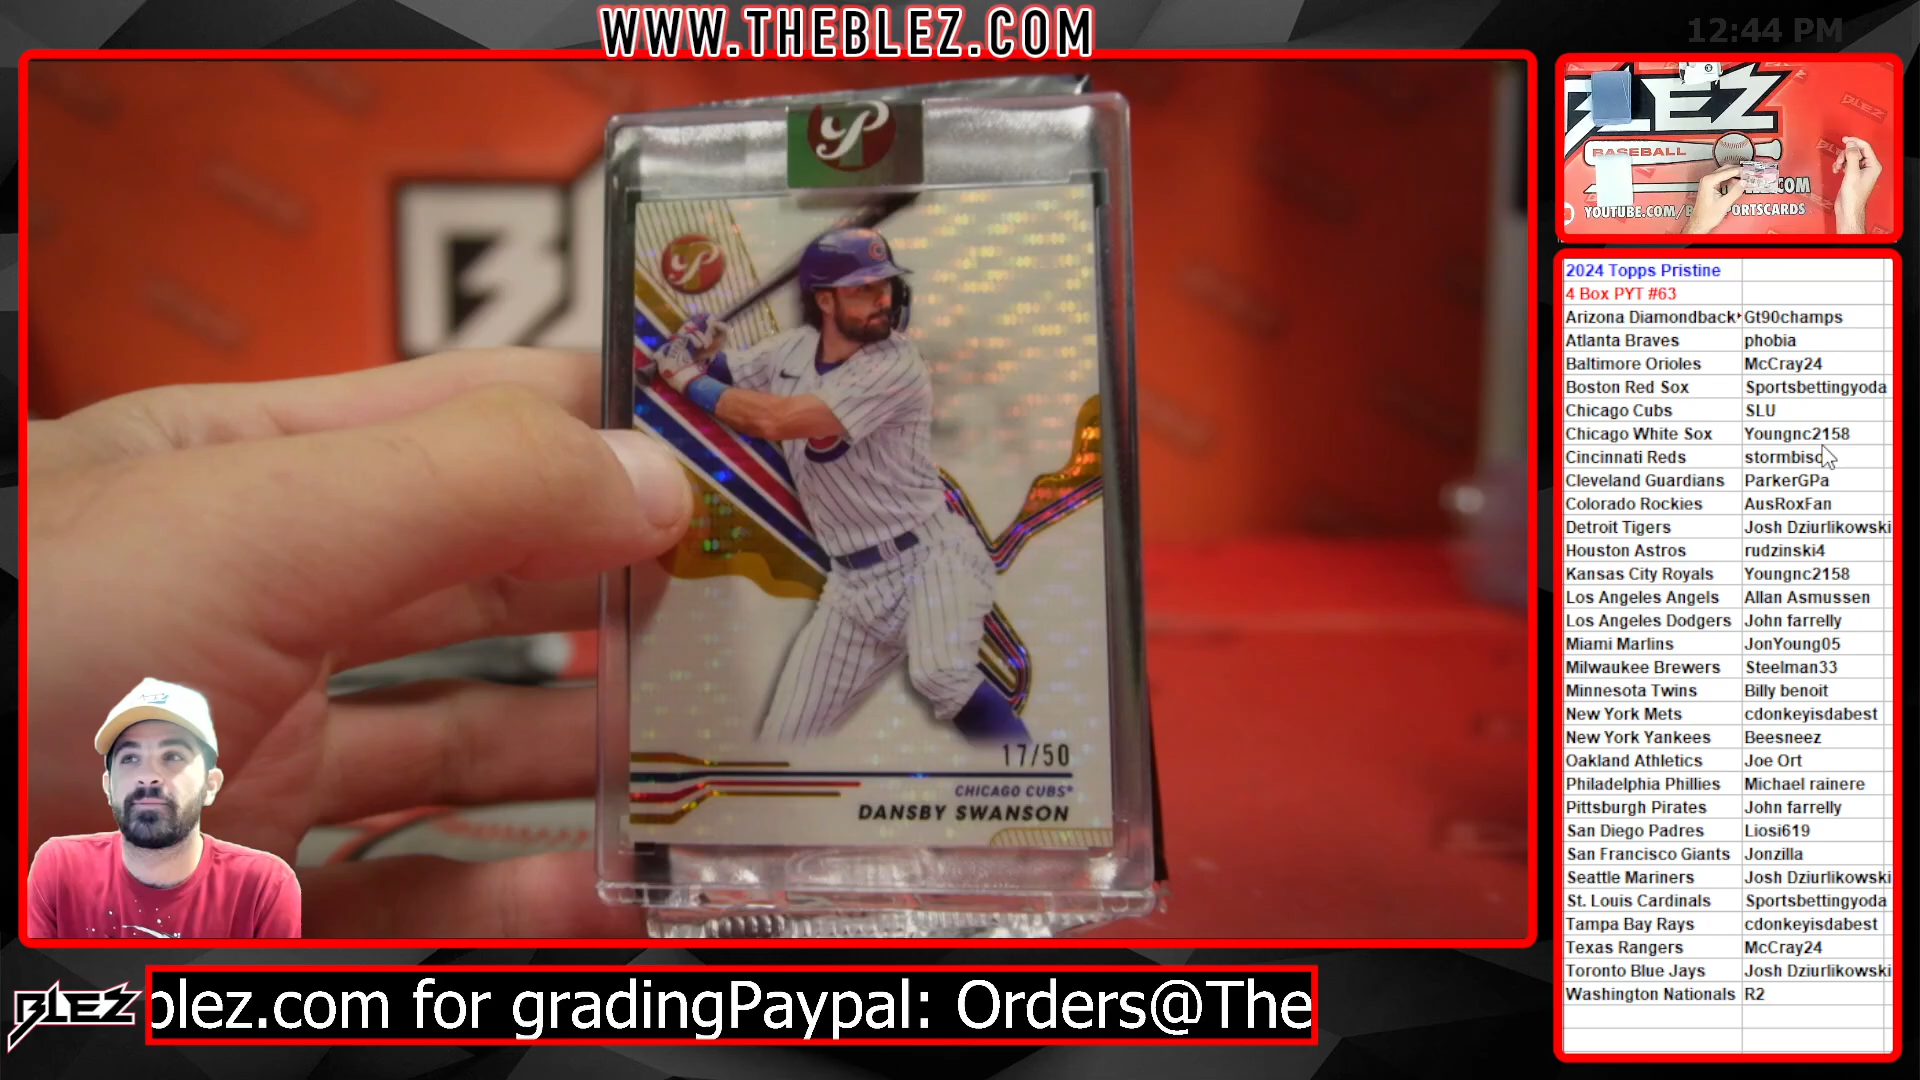 WWW.THEBLEZ.COM
12:44 PM
BLEZ
BASEBALL
17/50
CHICAGO CUBS
DANSBY SWANSON
2024 Topps Pristine
4 Box PYT #63
Arizona Diamondback Gt90champs
Atlanta Braves phobia
Baltimore Orioles McCray24
Boston Red Sox Sportsbettingyoda
Chicago Cubs SLU
Chicago White Sox Youngnc2158
Cincinnati Reds
Cleveland Guardians ParkerGPa
Colorado Rockies AusRoxFan
Detroit Tigers Josh Dziurlikowski
Houston Astros rudzinski4
Kansas City Royals Youngnc2158
Los Angeles Angels Allan Asmussen
Los Angeles Dodgers John farrelly
Miami Marlins JonYoung05
Milwaukee Brewers Steelman33
Minnesota Twins Billy benoit
New York Mets cdonkeyisdabest
New York Yankees Beesneez
Oakland Athletics Joe Ort
Philadelphia Phillies Michael rainere
Pittsburgh Pirates John farrelly
San Diego Padres Liosi619
San Francisco Giants Jonzilla
Seattle Mariners Josh Dziurlikowski
St. Louis Cardinals Sportsbettingyoda
Tampa Bay Rays cdonkeyisdabest
Texas Rangers McCray24
Toronto Blue Jays Josh Dziurlikowski
Washington Nationals R2
BLEZ
blez.com for gradingPaypal: Orders@The